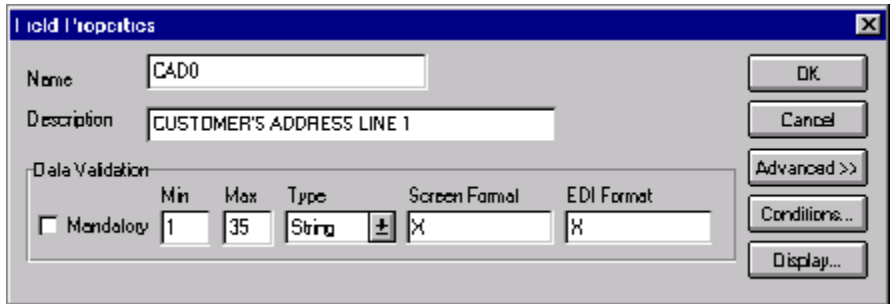 Field Properties
Name
CAD0
OK
Description
CUSTOMER'S ADDRESS LINE 1
Cancel
Data Validation
Advanced >>
Min Max Type Screen Format EDI Format
Mandatory 1 35 String X X
Conditions...
Display...